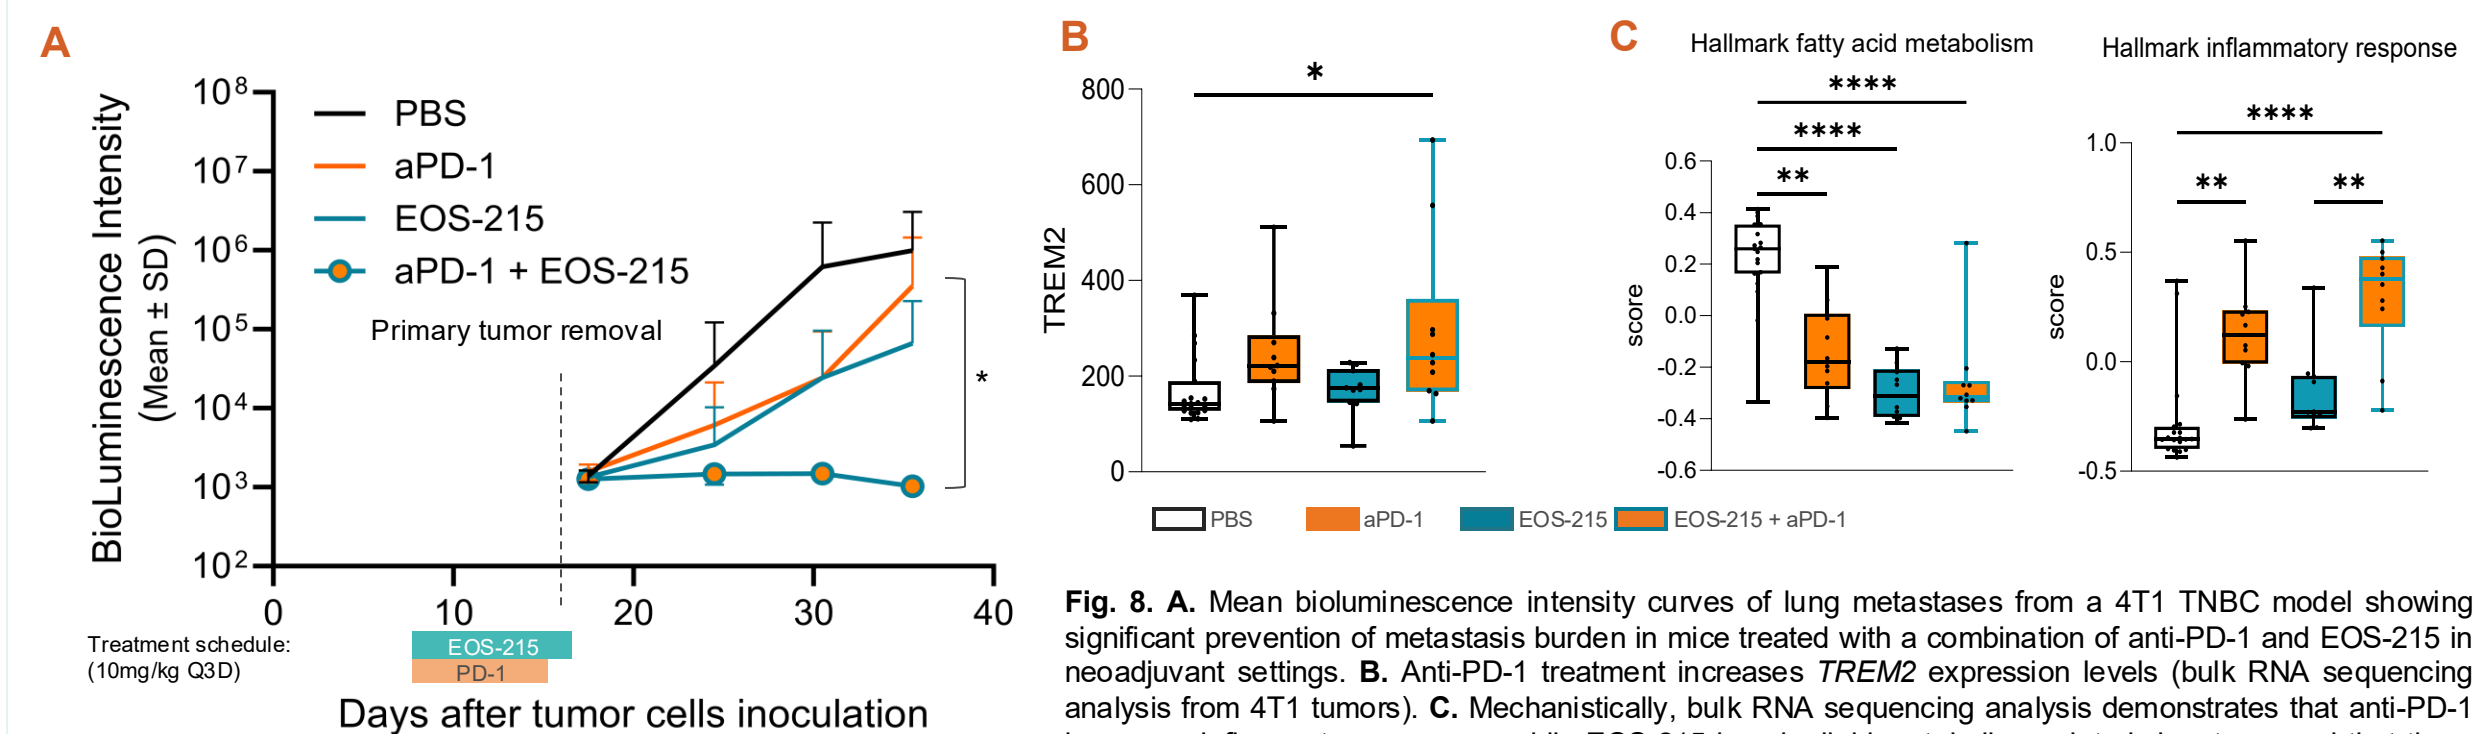 A
BioLuminescence Intensity
(Mean ± SD)
10⁸
10⁷
10⁶
10⁵
10⁴
10³
10²
PBS
aPD-1
EOS-215
aPD-1 + EOS-215
Primary tumor removal
*
0 10 20 30 40
Treatment schedule:
(10mg/kg Q3D)
EOS-215
PD-1
Days after tumor cells inoculation
B
*
TREM2
800
600
400
200
0
C
Hallmark fatty acid metabolism
****
****
**
score
0.6
0.4
0.2
0.0
-0.2
-0.4
-0.6
Hallmark inflammatory response
****
** **
score
1.0
0.5
0.0
-0.5
PBS aPD-1 EOS-215 EOS-215 + aPD-1
Fig. 8. A. Mean bioluminescence intensity curves of lung metastases from a 4T1 TNBC model showing
significant prevention of metastasis burden in mice treated with a combination of anti-PD-1 and EOS-215 in
neoadjuvant settings. B. Anti-PD-1 treatment increases TREM2 expression levels (bulk RNA sequencing
analysis from 4T1 tumors). C. Mechanistically, bulk RNA sequencing analysis demonstrates that anti-PD-1